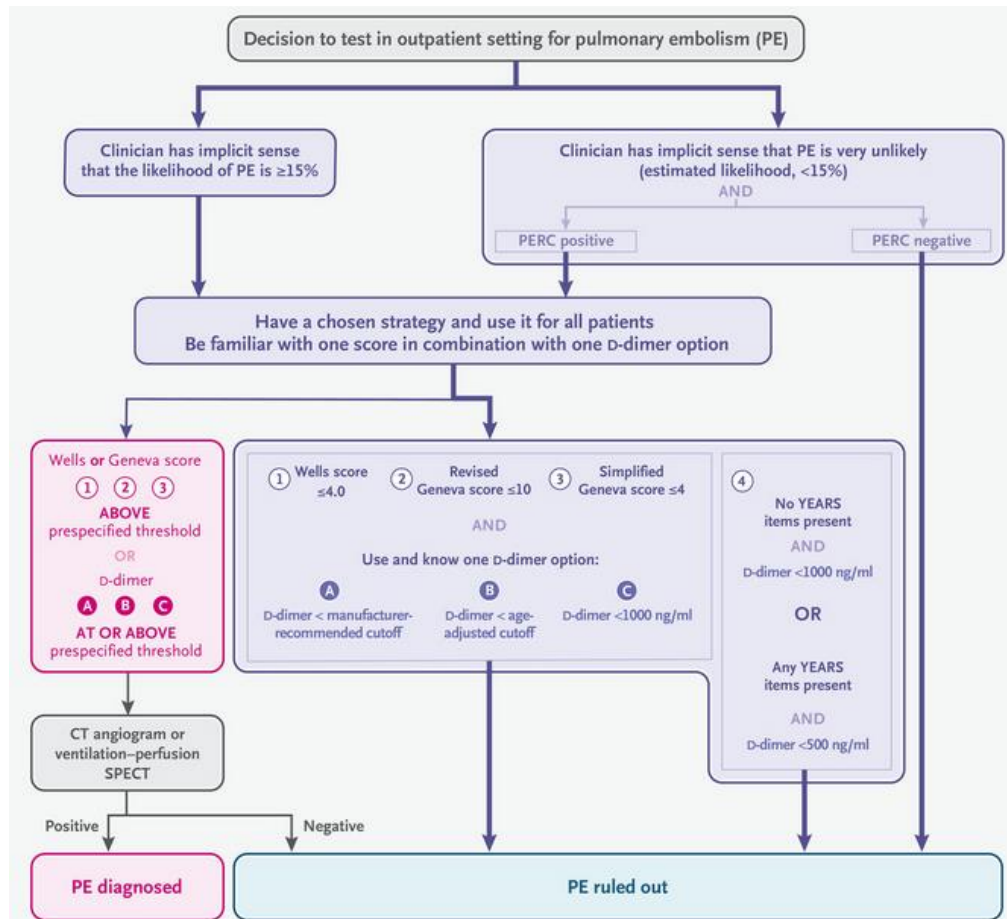 Decision to test in outpatient setting for pulmonary embolism (PE)
Clinician has implicit sense
that the likelihood of PE is ≥15%
Clinician has implicit sense that PE is very unlikely
(estimated likelihood, <15%)
AND
PERC positive
PERC negative
Have a chosen strategy and use it for all patients
Be familiar with one score in combination with one D-dimer option
Wells or Geneva score
1 2 3
ABOVE
prespecified threshold
OR
D-dimer
A B C
AT OR ABOVE
prespecified threshold
1 Wells score
≤4.0
2 Revised
Geneva score ≤10
3 Simplified
Geneva score ≤4
AND
Use and know one D-dimer option:
A
D-dimer < manufacturer-
recommended cutoff
B
D-dimer < age-
adjusted cutoff
C
D-dimer <1000 ng/ml
4
No YEARS
items present
AND
D-dimer <1000 ng/ml
OR
Any YEARS
items present
AND
D-dimer <500 ng/ml
CT angiogram or
ventilation–perfusion
SPECT
Positive
Negative
PE diagnosed
PE ruled out